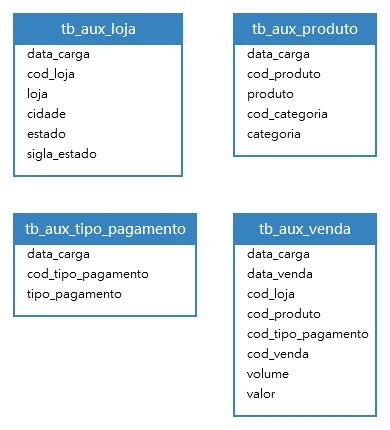 tb_aux_loja
data_carga
cod_loja
loja
cidade
estado
sigla_estado
tb_aux_produto
data_carga
cod_produto
produto
cod_categoria
categoria
tb_aux_tipo_pagamento
data_carga
cod_tipo_pagamento
tipo_pagamento
tb_aux_venda
data_carga
data_venda
cod_loja
cod_produto
cod_tipo_pagamento
cod_venda
volume
valor